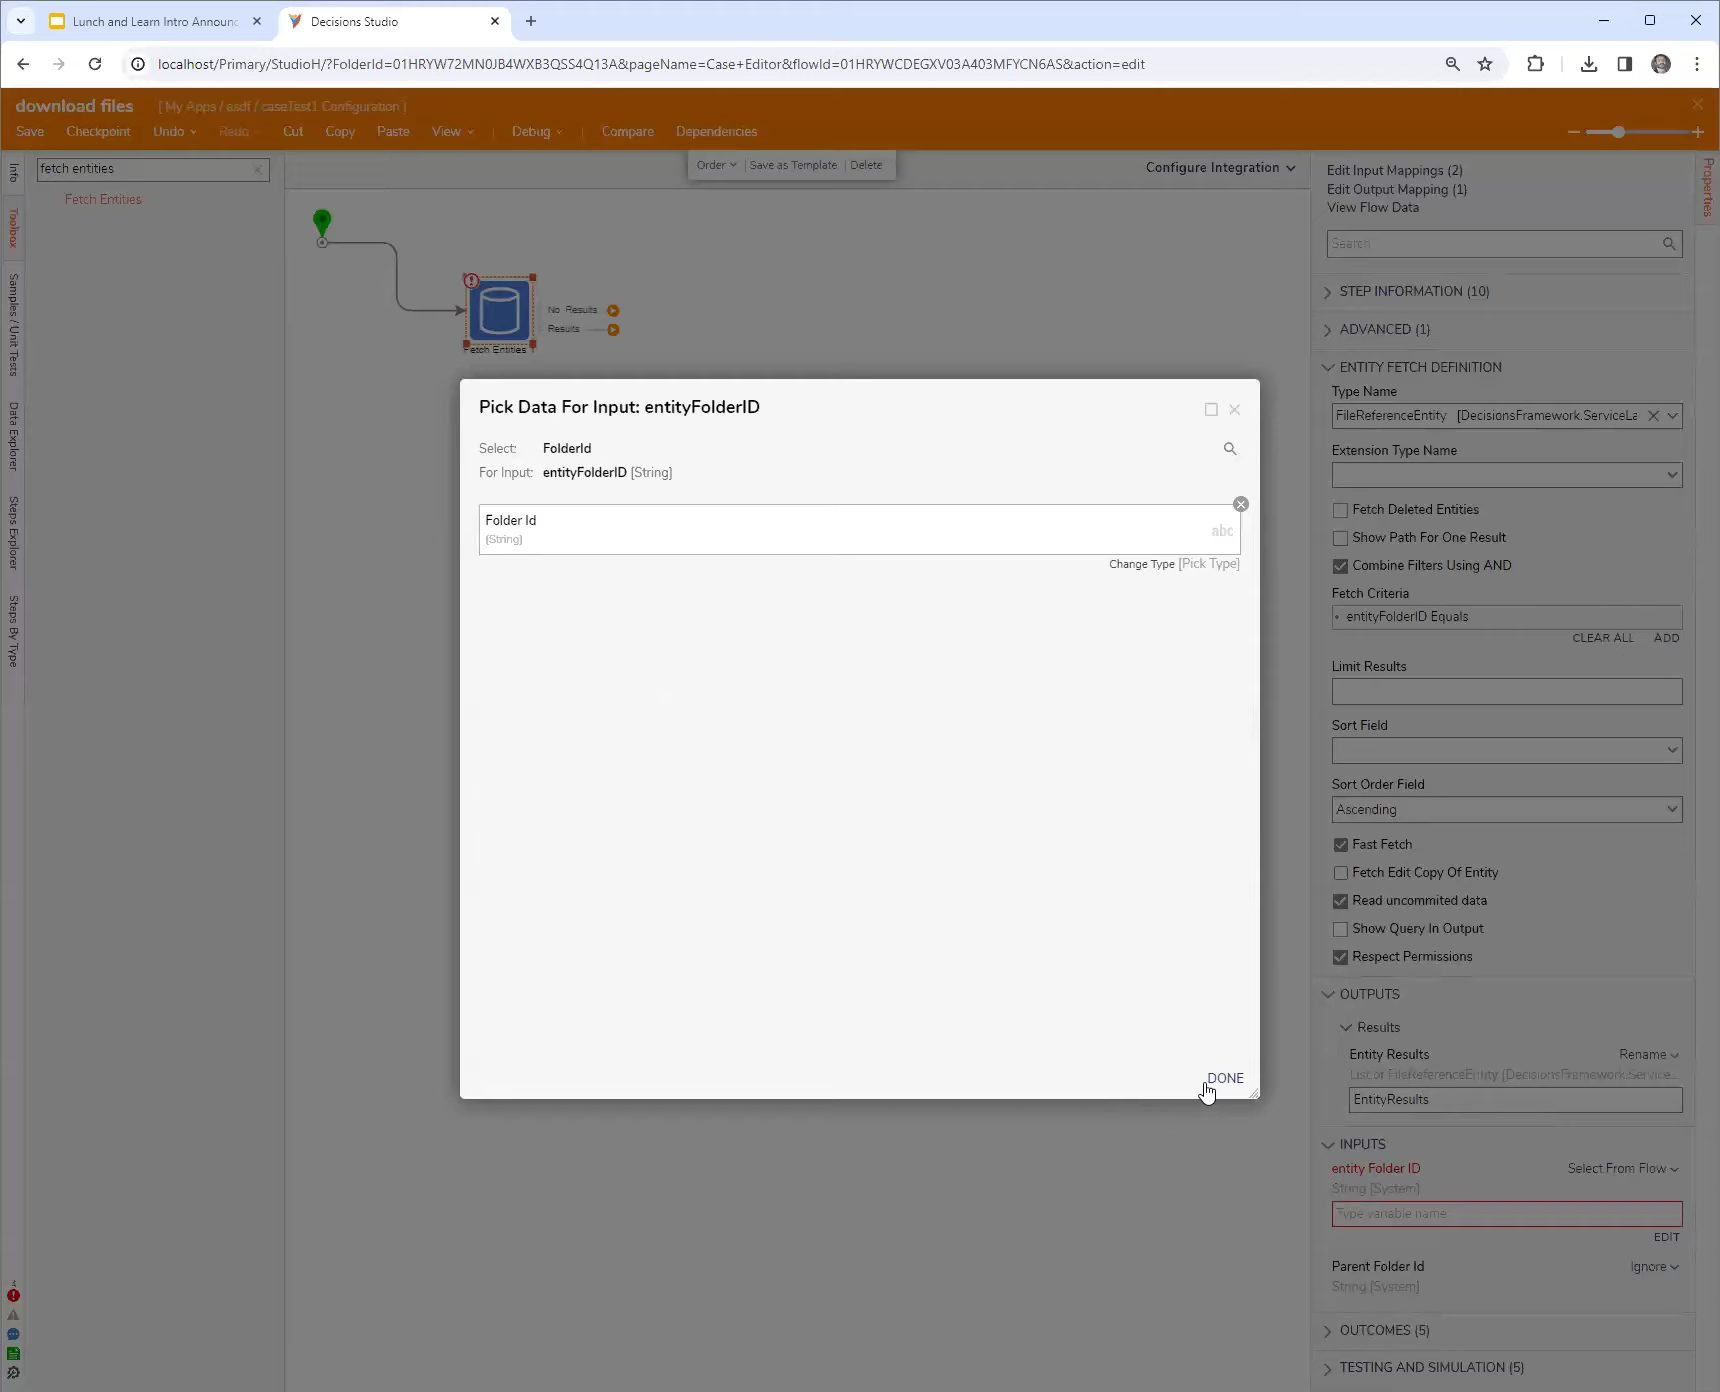 Lunch and Learn Intro Announc
Decisions Studio
localhost/Primary/StudioH/?FolderId=01HRYW72MN0JB4WXB3QSS4Q13A&pageName=Case+Editor&flowId=01HRYWCDEGXV03A403MFYCN6AS&action=edit
download files [ My Apps / asdf / caseTest1 Configuration ]
Save Checkpoint Undo Redo Cut Copy Paste View | Debug | Compare Dependencies
Info
Toolbox
Samples / Unit Tests
Data Explorer
Steps Explorer
Steps By Type
4
fetch entities
Fetch Entities
Order | Save as Template | Delete
Configure Integration
No Results
Results
Fetch Entities
Pick Data For Input: entityFolderID
Select: FolderId
For Input: entityFolderID [String]
Folder Id
[String]
abc
Change Type [Pick Type]
DONE
Properties
Edit Input Mappings (2)
Edit Output Mapping (1)
View Flow Data
Search
STEP INFORMATION (10)
ADVANCED (1)
ENTITY FETCH DEFINITION
Type Name
FileReferenceEntity [DecisionsFramework.ServiceLa
Extension Type Name
Fetch Deleted Entities
Show Path For One Result
Combine Filters Using AND
Fetch Criteria
• entityFolderID Equals
CLEAR ALL ADD
Limit Results
Sort Field
Sort Order Field
Ascending
Fast Fetch
Fetch Edit Copy Of Entity
Read uncommited data
Show Query In Output
Respect Permissions
OUTPUTS
Results
Entity Results Rename
List of FileReferenceEntity [DecisionsFramework.Service...
EntityResults
INPUTS
entity Folder ID Select From Flow
String [System]
Type variable name
EDIT
Parent Folder Id Ignore
String [System]
OUTCOMES (5)
TESTING AND SIMULATION (5)